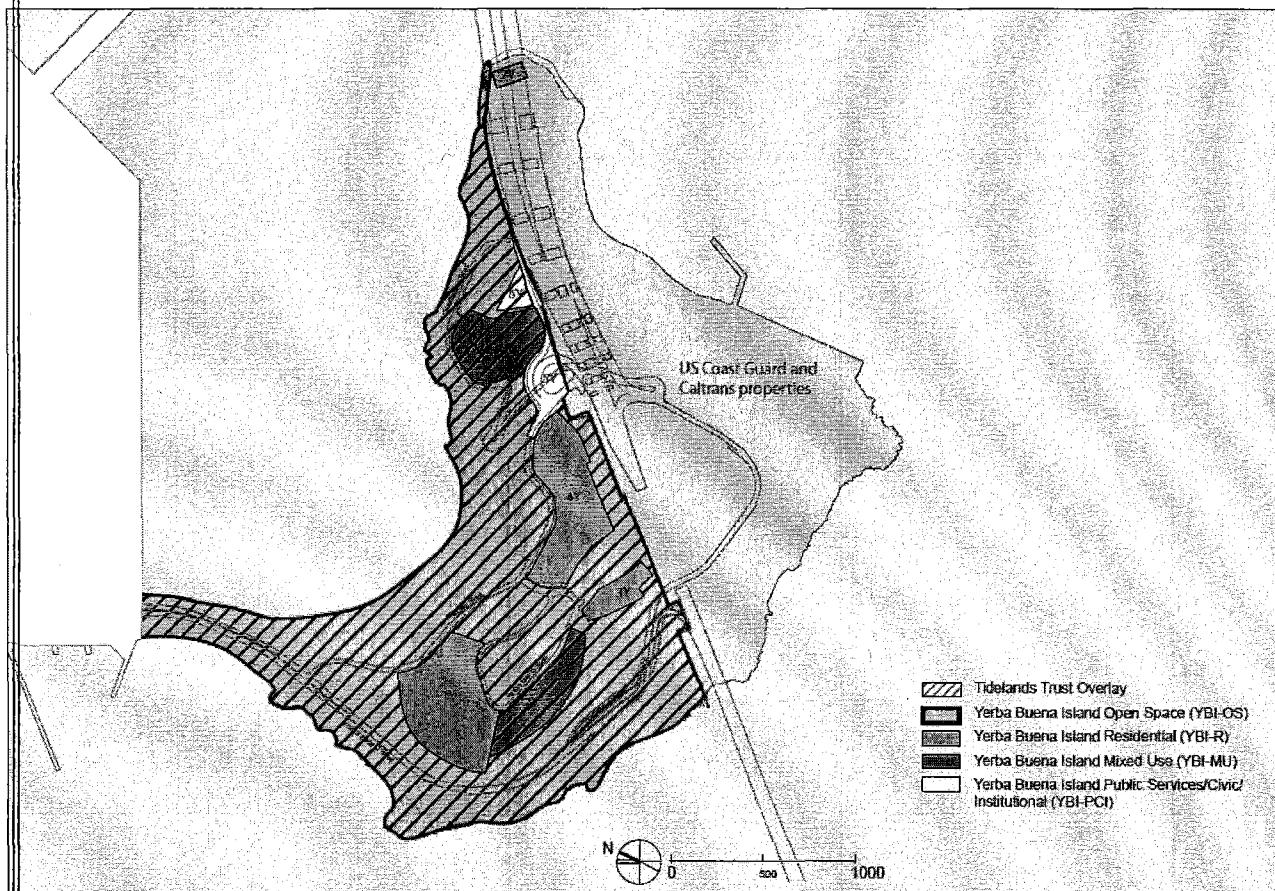 US Coast Guard and
Caltrans properties
Tidelands Trust Overlay
Yerba Buena Island Open Space (YBI-OS)
Yerba Buena Island Residential (YBI-R)
Yerba Buena Island Mixed Use (YBI-MU)
Yerba Buena Island Public Services/Civic/
Institutional (YBI-PCI)
N
0
500
1000